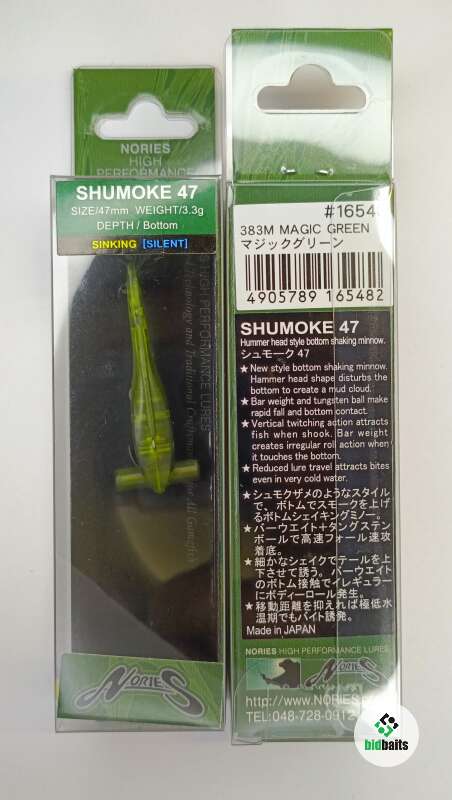 NORIES
HIGH
PERFORMANCE
SHUMOKE 47
SIZE/47mm WEIGHT/3.3g
DEPTH / Bottom
SINKING [SILENT]
HIGH PERFORMANCE LURES
Technology and Traditional Craftsmanship for All Gamefish
NORIES
#1654
383M MAGIC GREEN
マジックグリーン
4905789 165482
SHUMOKE 47
Hummer head style bottom shaking minnow.
シュモーク 47
★New style bottom shaking minnow.
Hammer head shape disturbs the
bottom to create a mud cloud.
★Bar weight and tungsten ball make
rapid fall and bottom contact.
★Vertical twitching action attracts
fish when shook. Bar weight
creates irregular roll action when
it touches the bottom.
★Reduced lure travel attracts bites
even in very cold water.
★シュモクザメのようなスタイル
で、ボトムでスモークを上げ
るボトムシェイキングミノー。
★バーウエイト+タングステン
ボールで高速フォール速攻
着底。
★細かなシェイクでテールを上
下させて誘う。バーウエイト
のボトム接触でイレギュラー
にボディーロール発生。
★移動距離を抑えれば極低水
温期でもバイト誘発。
Made in JAPAN
NORIES HIGH PERFORMANCE LURES
http://www.NORIES.
TEL:048-728-0912
bidbaits